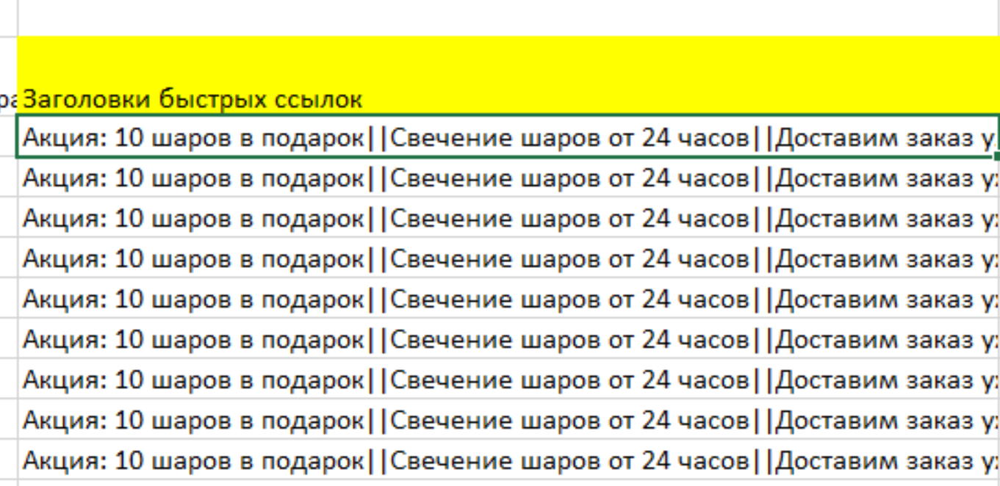 Заголовки быстрых ссылок
Акция: 10 шаров в подарок||Свечение шаров от 24 часов||Доставим заказ
Акция: 10 шаров в подарок||Свечение шаров от 24 часов||Доставим заказ
Акция: 10 шаров в подарок||Свечение шаров от 24 часов||Доставим заказ
Акция: 10 шаров в подарок||Свечение шаров от 24 часов||Доставим заказ
Акция: 10 шаров в подарок||Свечение шаров от 24 часов||Доставим заказ
Акция: 10 шаров в подарок||Свечение шаров от 24 часов||Доставим заказ
Акция: 10 шаров в подарок||Свечение шаров от 24 часов||Доставим заказ
Акция: 10 шаров в подарок||Свечение шаров от 24 часов||Доставим заказ
Акция: 10 шаров в подарок||Свечение шаров от 24 часов||Доставим заказ